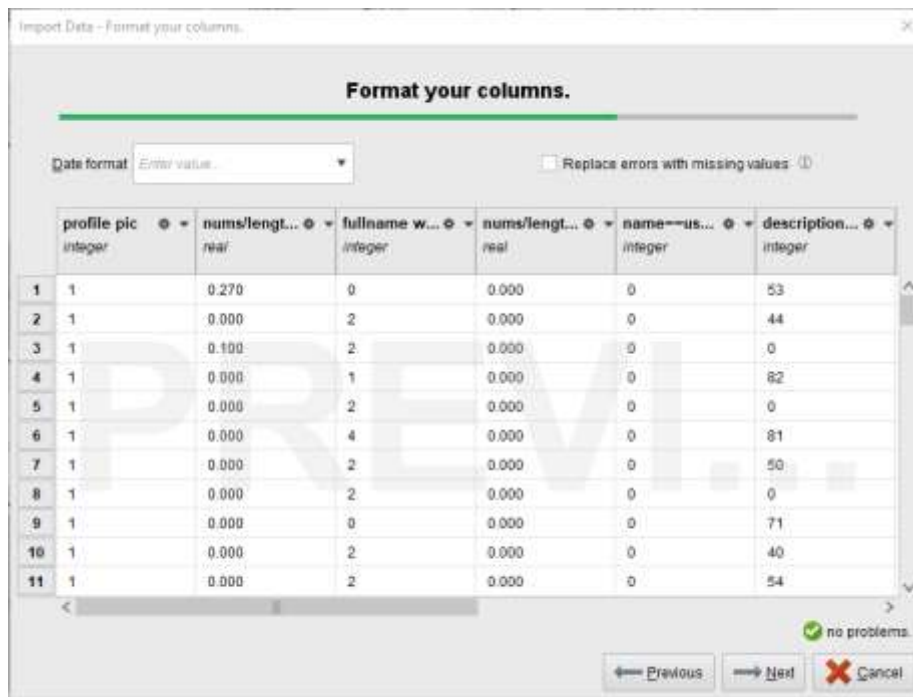 Import Data - Format your columns.
Format your columns.
Date format Enter value... Replace errors with missing values
profile pic nums/lengt... fullname w... nums/lengt... name==us... description...
integer real integer real integer integer
1 1 0.270 0 0.000 0 53
2 1 0.000 2 0.000 0 44
3 1 0.100 2 0.000 0 0
4 1 0.000 1 0.000 0 82
5 1 0.000 2 0.000 0 0
6 1 0.000 4 0.000 0 81
7 1 0.000 2 0.000 0 50
8 1 0.000 2 0.000 0 0
9 1 0.000 0 0.000 0 71
10 1 0.000 2 0.000 0 40
11 1 0.000 2 0.000 0 54
PREVI...
no problems.
Previous Next Cancel